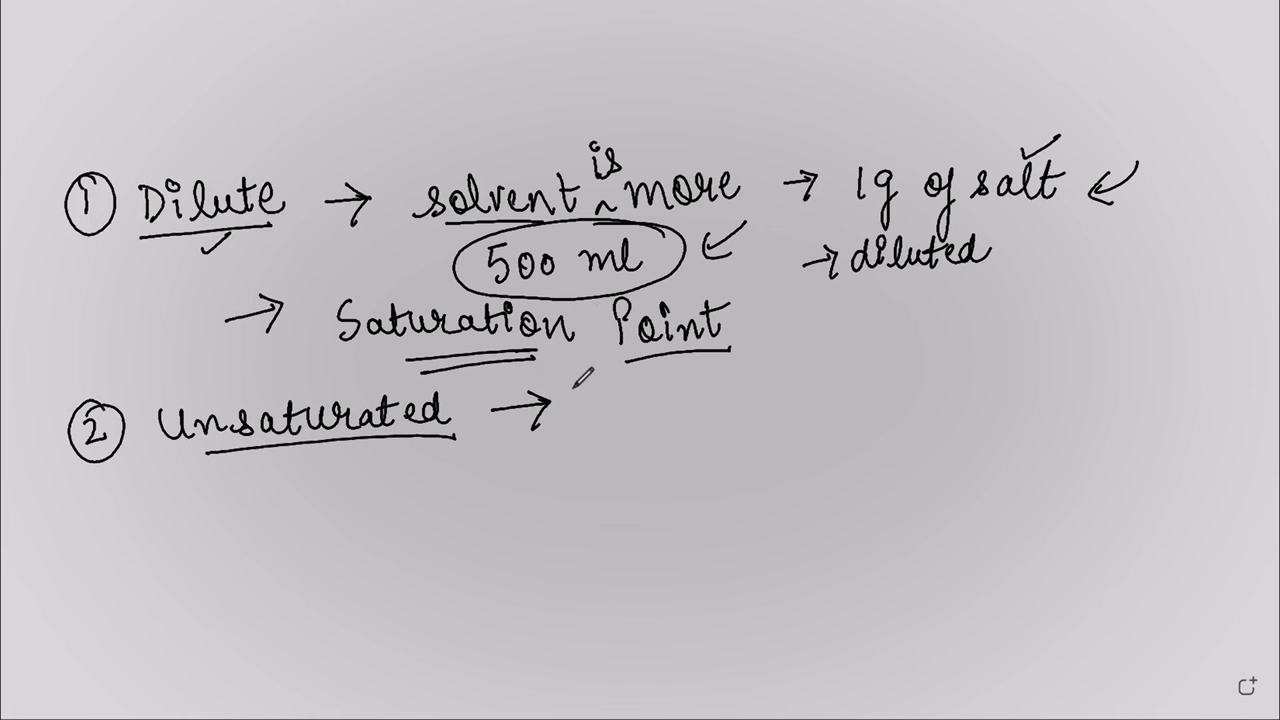 ① Dilute → solvent is more → 1g of salt
500 ml → diluted
→ Saturation Point
② Unsaturated →